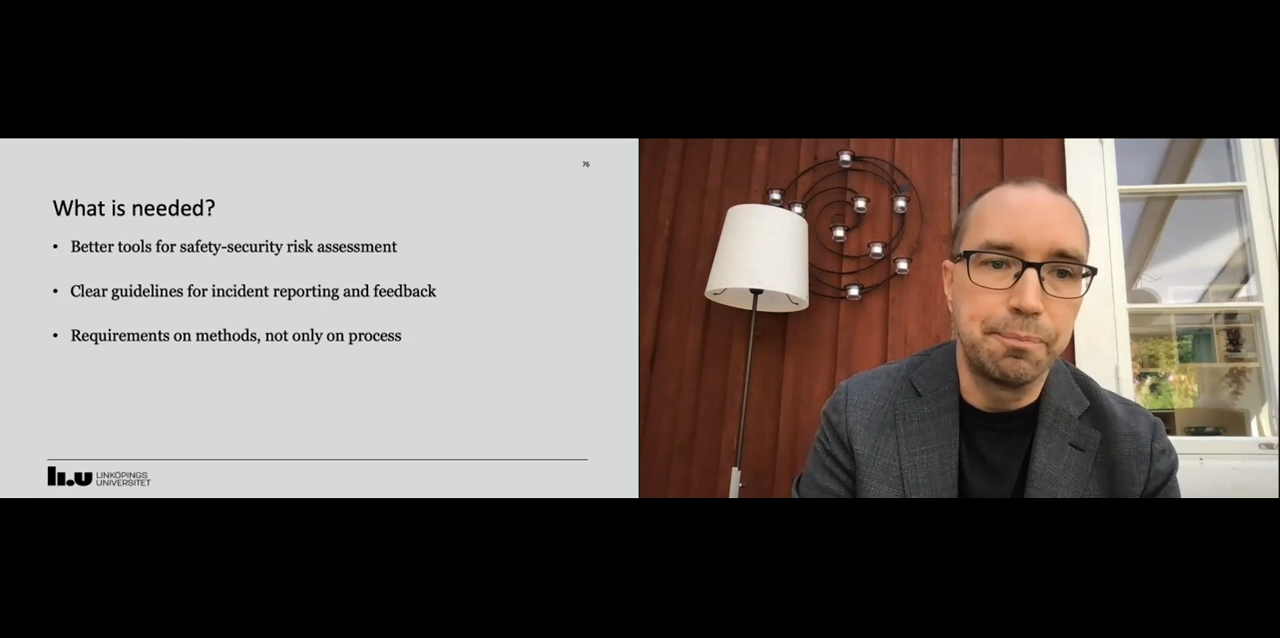 76
What is needed?
• Better tools for safety-security risk assessment
• Clear guidelines for incident reporting and feedback
• Requirements on methods, not only on process
LINKÖPINGS
UNIVERSITET